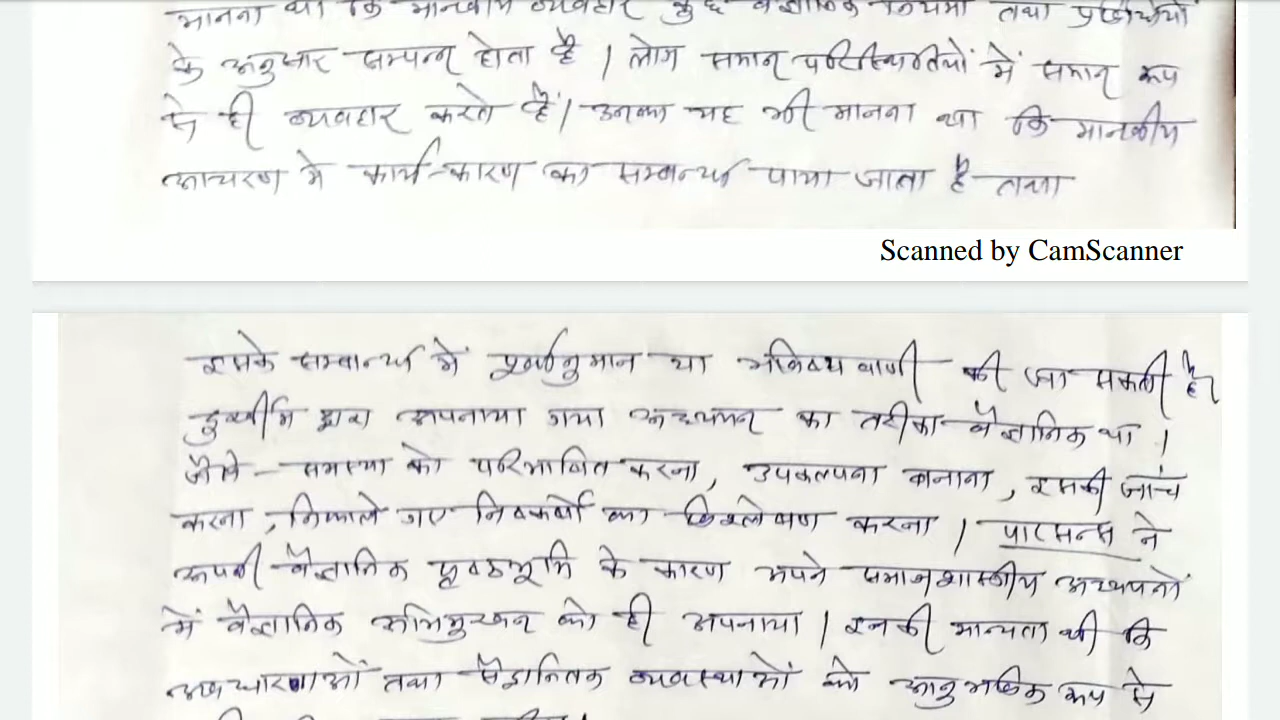 मानना था कि मानवीय व्यवहार कुछ वैज्ञानिक नियमों तथा प्रक्रियाओं
के अनुसार सम्पन्न होता है । लोग समान परिस्थितियों में समान रूप
से ही व्यवहार करते हैं। उनका यह भी मानना था कि मानवीय
आचरण में कार्य-कारण का सम्बन्ध पाया जाता है तथा
Scanned by CamScanner
इसके सम्बन्ध में पूर्वानुमान या भविष्यवाणी की जा सकती है
दुर्खीम द्वारा अपनाया गया अध्ययन का तरीका वैज्ञानिक था ।
जैसे - समस्या को परिभाषित करना, उपकल्पना बनाना, इसकी जांच
करना, निकाले गए निष्कर्षों का विश्लेषण करना । पारसन्स ने
अपनी वैज्ञानिक पृष्ठभूमि के कारण अपने समाजशास्त्रीय अध्ययनों
में वैज्ञानिक अभिमुखन को ही अपनाया । इनकी मान्यता थी कि
अवधारणाओं तथा सैद्धान्तिक व्यवस्थाओं को आनुभविक रूप से